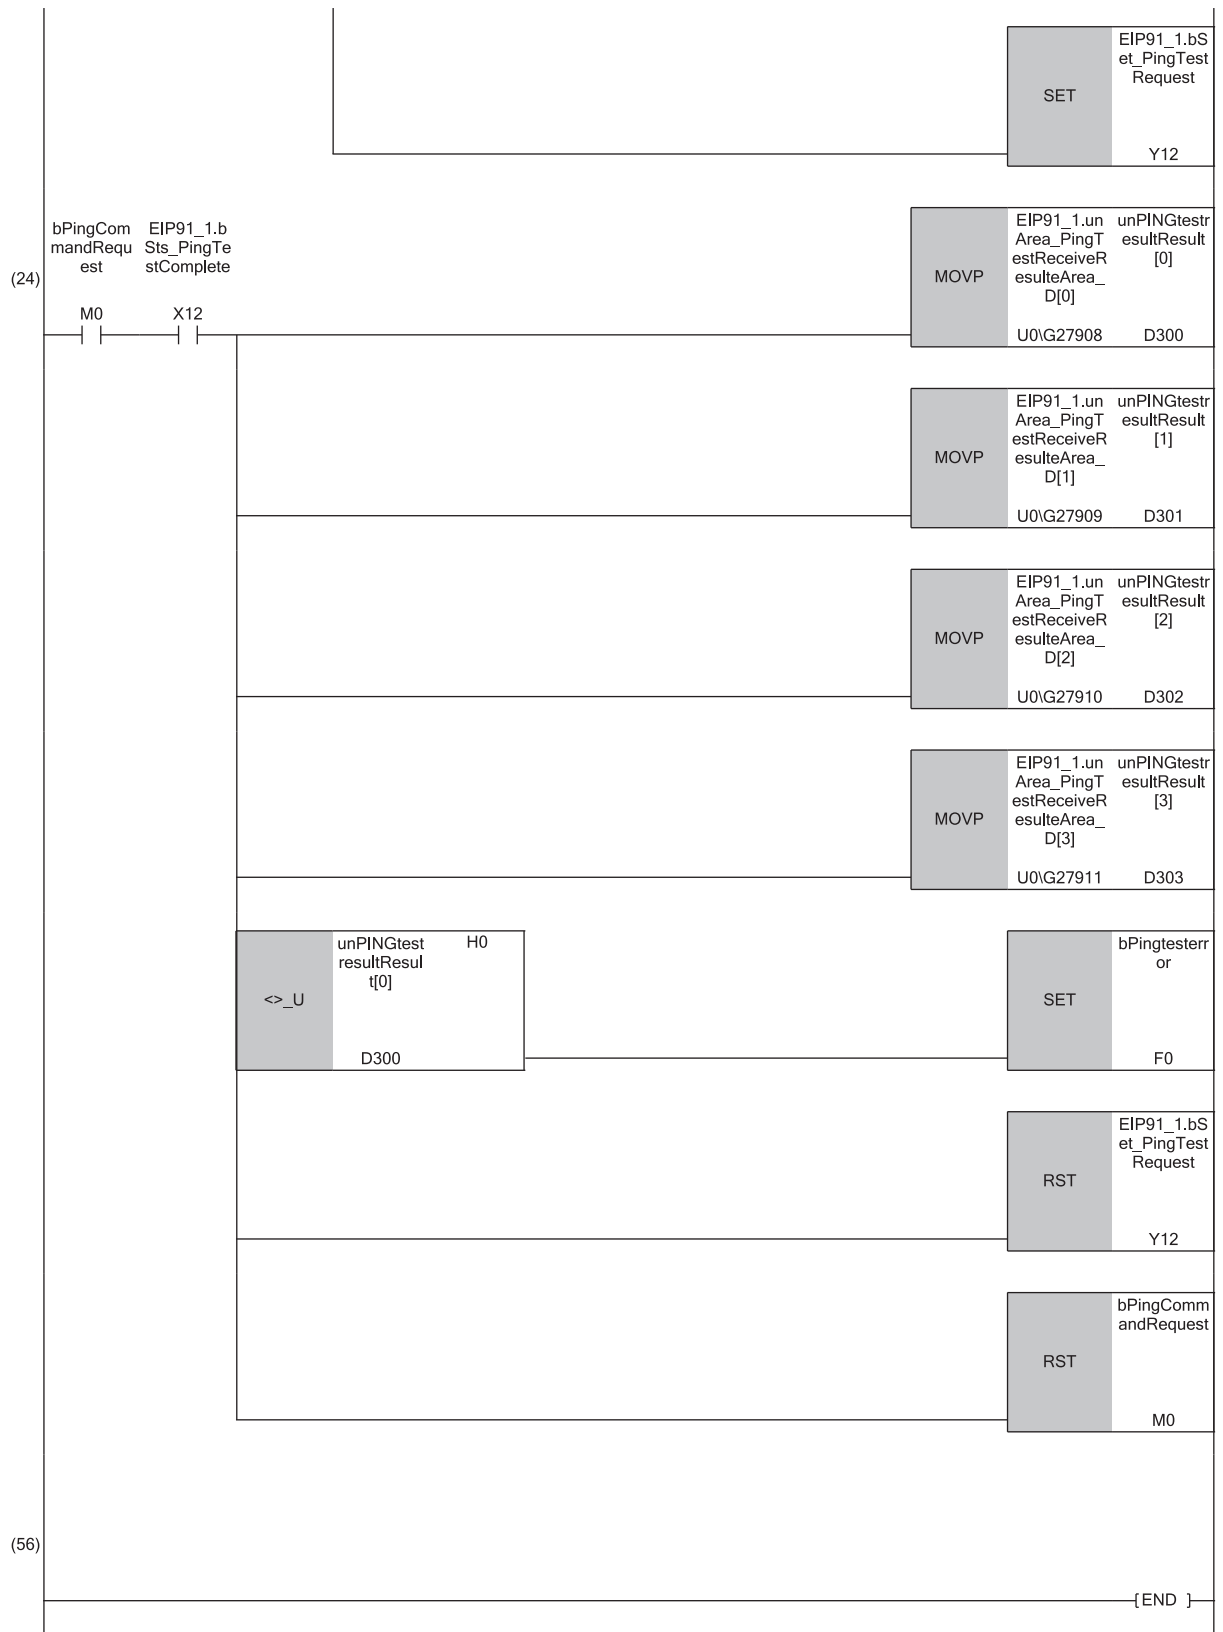 EIP91_1.bS
et_PingTest
Request
SET
Y12
bPingCom
mandRequ
est
EIP91_1.b
Sts_PingTe
stComplete
(24)
M0
X12
MOVP
EIP91_1.un
Area_PingT
estReceiveR
esulteArea_
D[0]
U0\G27908
unPINGtestr
esultResult
[0]
D300
MOVP
EIP91_1.un
Area_PingT
estReceiveR
esulteArea_
D[1]
U0\G27909
unPINGtestr
esultResult
[1]
D301
MOVP
EIP91_1.un
Area_PingT
estReceiveR
esulteArea_
D[2]
U0\G27910
unPINGtestr
esultResult
[2]
D302
MOVP
EIP91_1.un
Area_PingT
estReceiveR
esulteArea_
D[3]
U0\G27911
unPINGtestr
esultResult
[3]
D303
<>_U
unPINGtest
resultResul
t[0]
D300
H0
SET
bPingtesterr
or
F0
RST
EIP91_1.bS
et_PingTest
Request
Y12
RST
bPingComm
andRequest
M0
(56)
[END ]